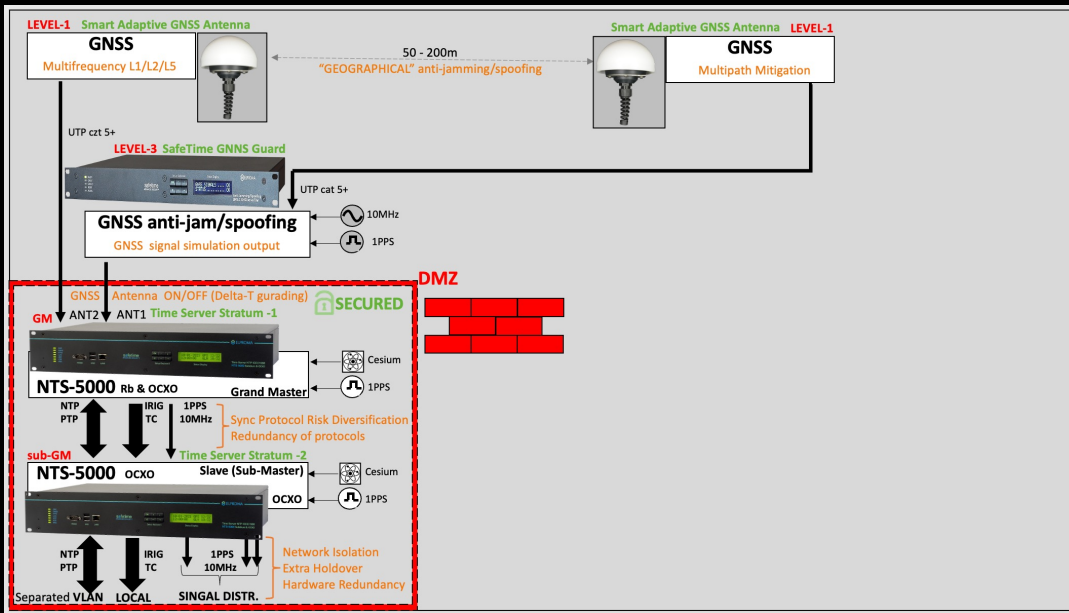 LEVEL-1 Smart Adaptive GNSS Antenna
GNSS
Multifrequency L1/L2/L5
50 - 200m
"GEOGRAPHICAL" anti-jamming/spoofing
Smart Adaptive GNSS Antenna LEVEL-1
GNSS
Multipath Mitigation
UTP czt 5+
LEVEL-3 SafeTime GNNS Guard
UTP cat 5+
GNSS anti-jam/spoofing
GNSS signal simulation output
10MHz
1PPS
DMZ
GNSS Antenna ON/OFF (Delta-T gurading)
SECURED
GM ANT2 ANT1 Time Server Stratum -1
NTS-5000 Rb & OCXO
Grand Master
Cesium
1PPS
NTP
PTP
IRIG
TC
1PPS
10MHz
Sync Protocol Risk Diversification
Redundancy of protocols
sub-GM
Time Server Stratum -2
NTS-5000 OCXO
Slave (Sub-Master)
OCXO
Cesium
1PPS
NTP
PTP
IRIG
TC
1PPS
10MHz
Network Isolation
Extra Holdover
Hardware Redundancy
Separated VLAN
LOCAL
SINGAL DISTR.